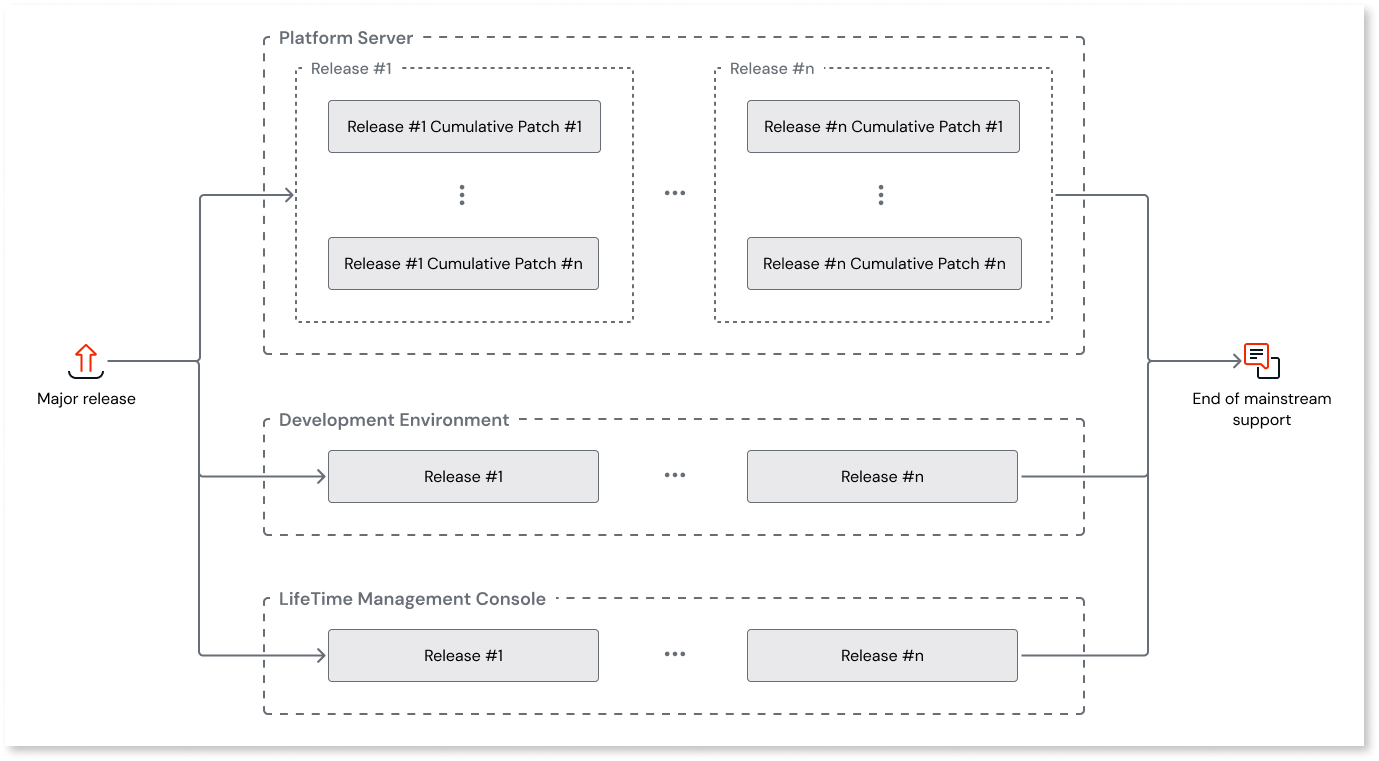 Platform Server
Release #1
Release #n
Release #1 Cumulative Patch #1
Release #n Cumulative Patch #1
Release #1 Cumulative Patch #n
Release #n Cumulative Patch #n
Major release
End of mainstream
support
Development Environment
Release #1
Release #n
LifeTime Management Console
Release #1
Release #n